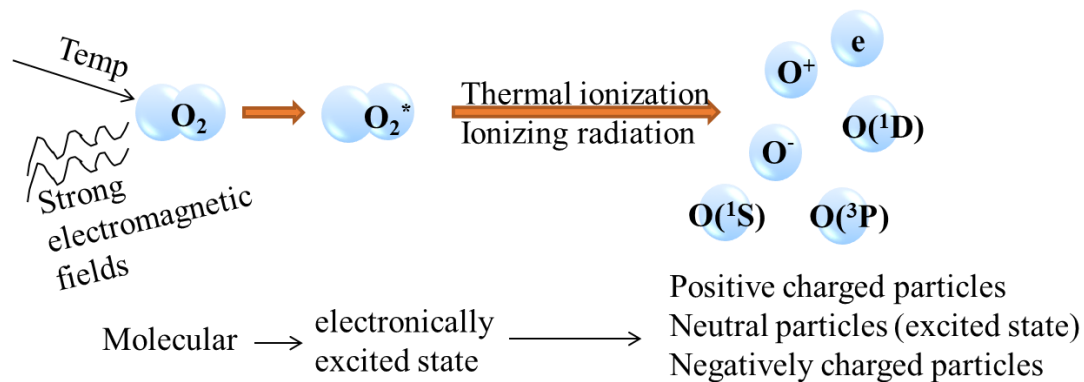 Temp
O₂
O₂*
Thermal ionization
Ionizing radiation
e
O⁺
O(¹D)
O⁻
O(¹S)
O(³P)
Strong
electromagnetic
fields
Molecular
electronically
excited state
Positive charged particles
Neutral particles (excited state)
Negatively charged particles